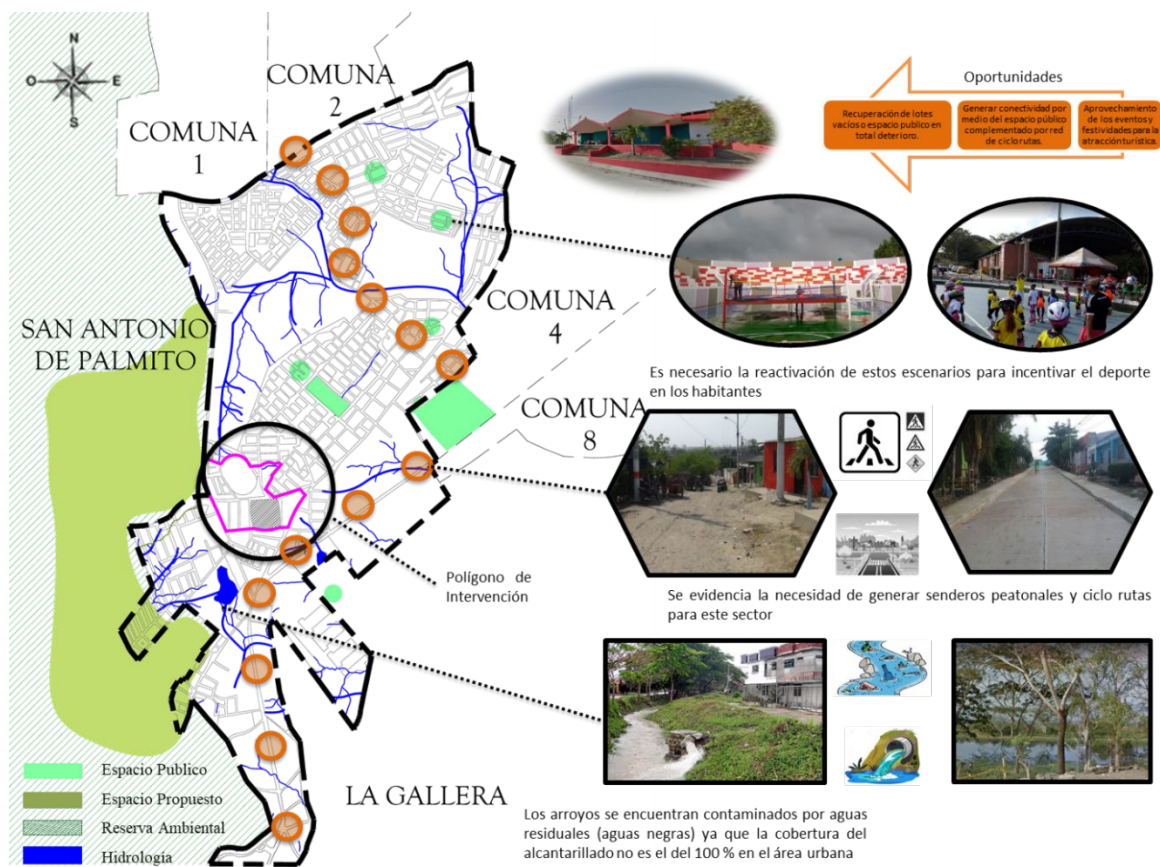 N
O
E
S
COMUNA
1
COMUNA
2
SAN ANTONIO
DE PALMITO
COMUNA
4
COMUNA
8
LA GALLERA
Polígono de
Intervención
Espacio Publico
Espacio Propuesto
Reserva Ambiental
Hidrología
Oportunidades
Recuperación de lotes
vacíos o espacio publico en
total deterioro.
Generar conectividad por
medio del espacio público
complementado por red
de ciclo rutas.
Aprovechamiento
de los eventos y
festividades para la
atracción turística.
Es necesario la reactivación de estos escenarios para incentivar el deporte
en los habitantes
Se evidencia la necesidad de generar senderos peatonales y ciclo rutas
para este sector
Los arroyos se encuentran contaminados por aguas
residuales (aguas negras) ya que la cobertura del
alcantarillado no es el del 100 % en el área urbana